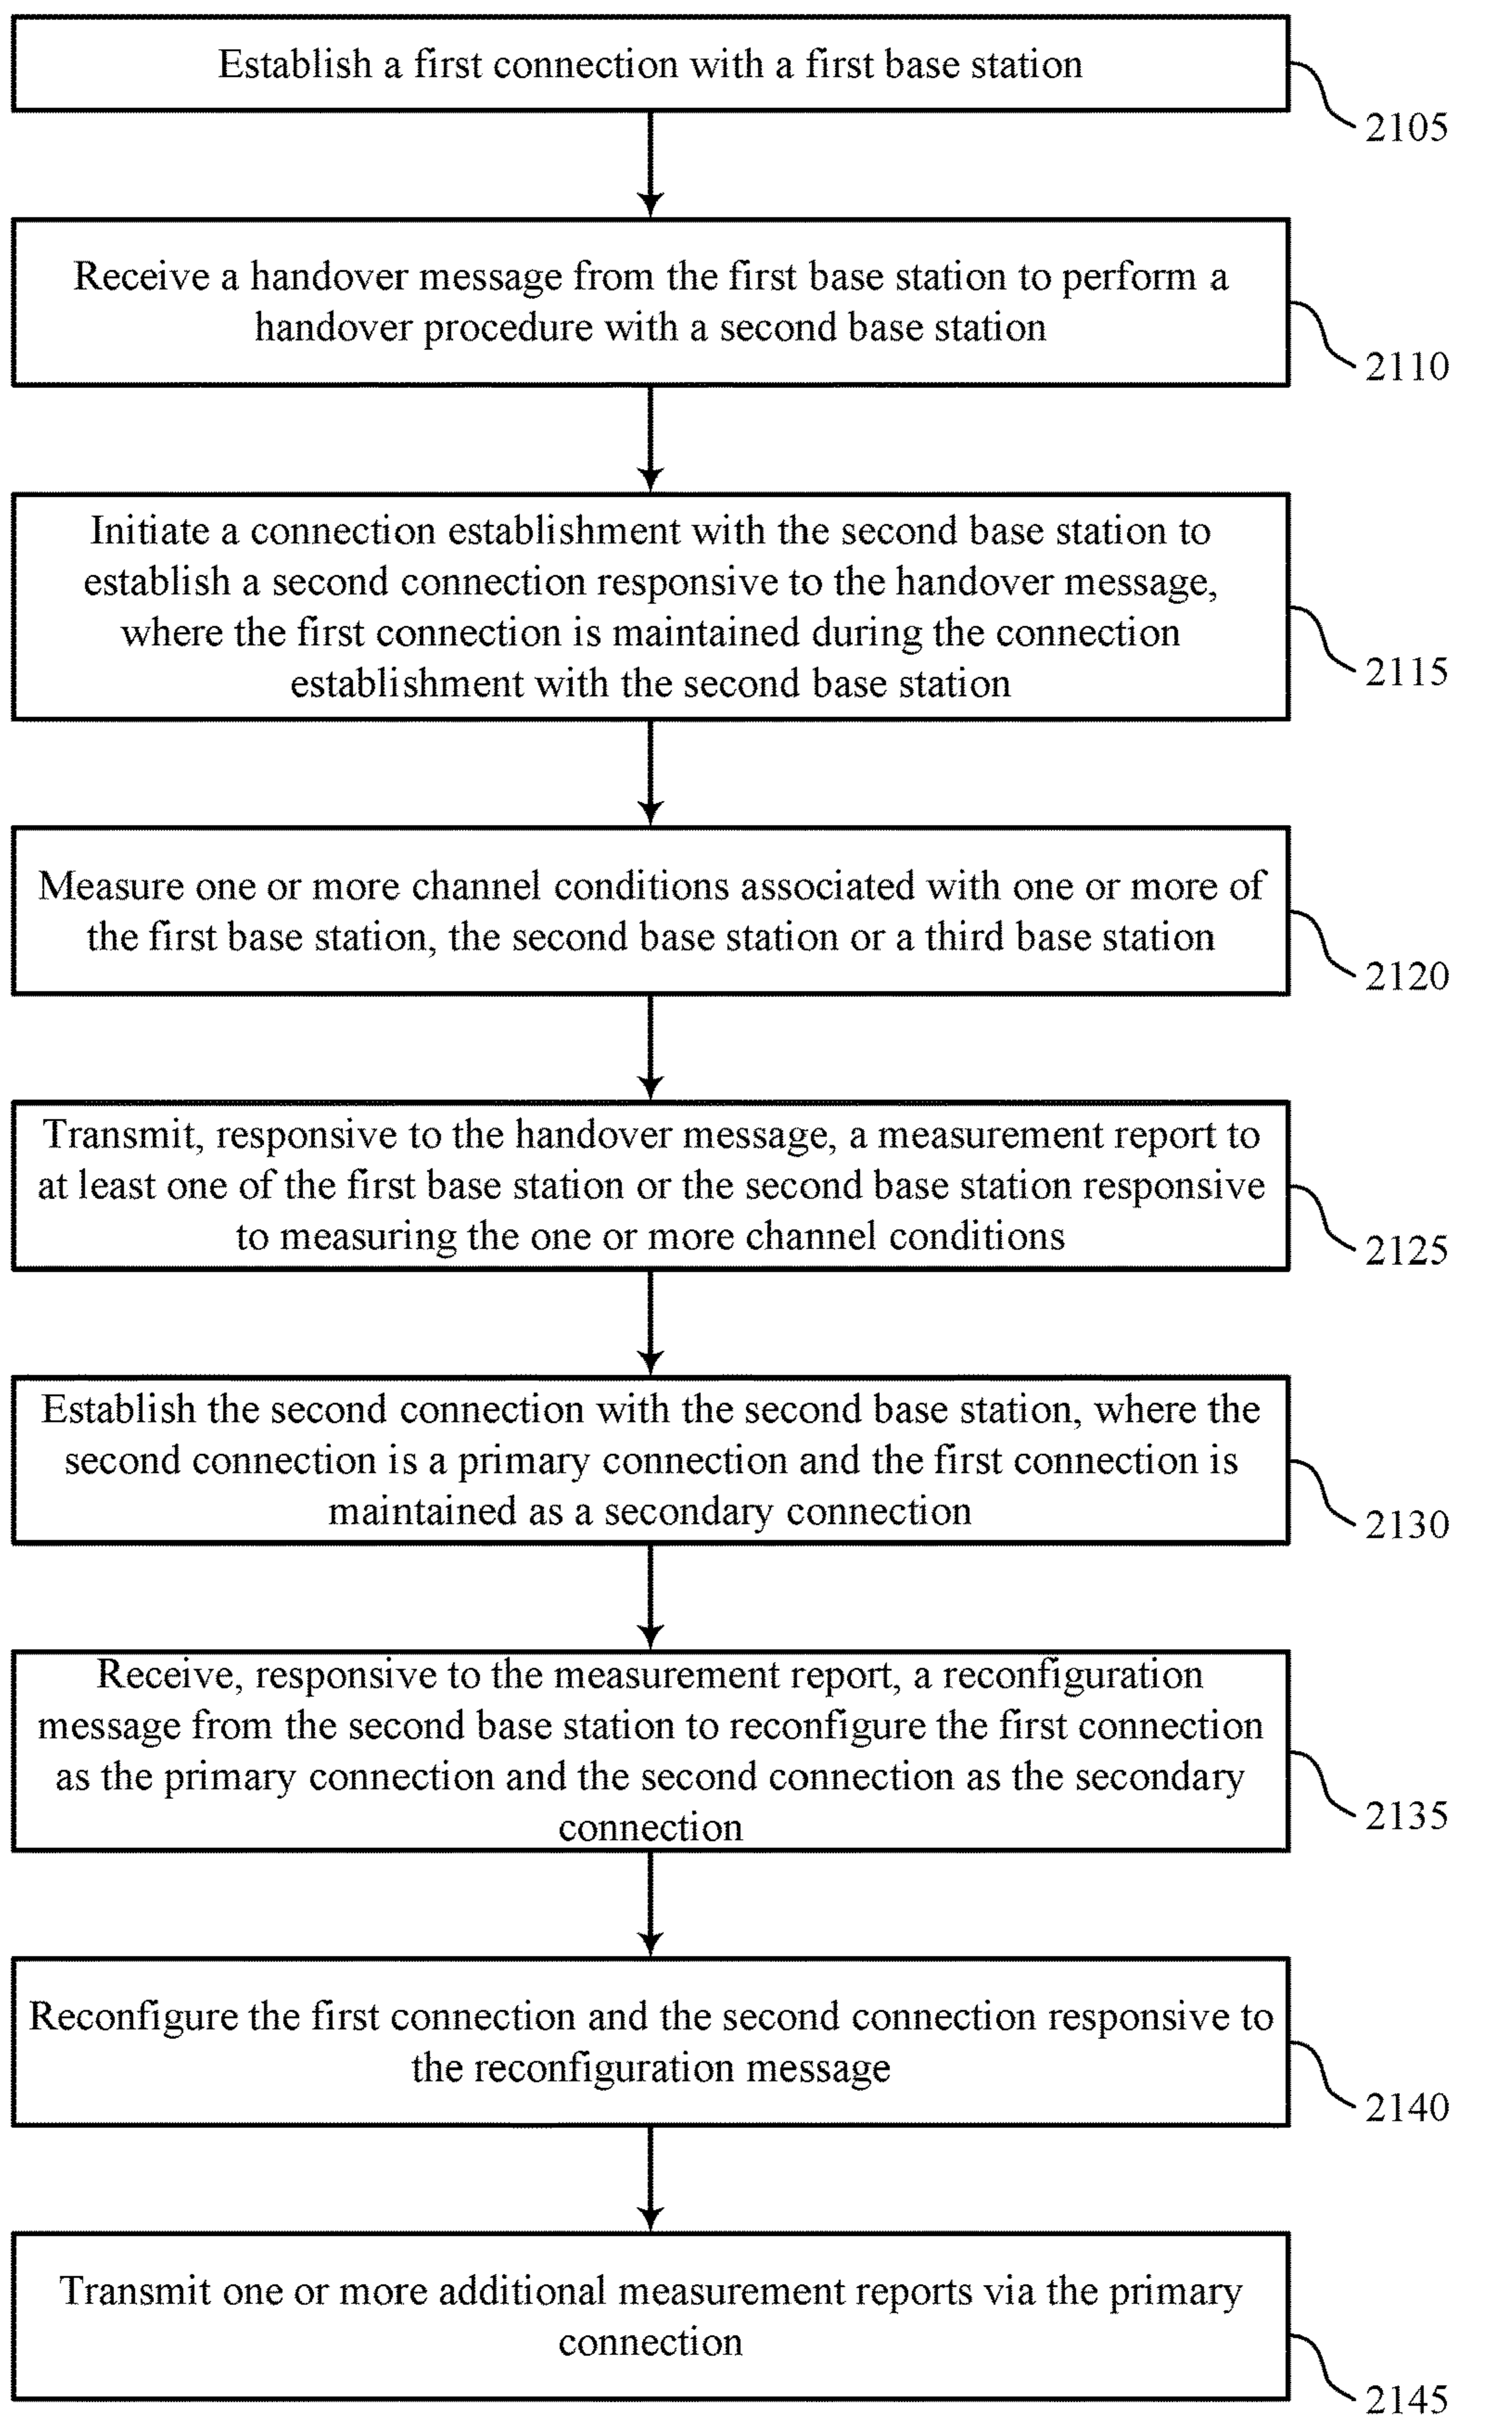 Establish a first connection with a first base station
2105
Receive a handover message from the first base station to perform a
handover procedure with a second base station
2110
Initiate a connection establishment with the second base station to
establish a second connection responsive to the handover message,
where the first connection is maintained during the connection
establishment with the second base station
2115
Measure one or more channel conditions associated with one or more of
the first base station, the second base station or a third base station
2120
Transmit, responsive to the handover message, a measurement report to
at least one of the first base station or the second base station responsive
to measuring the one or more channel conditions
2125
Establish the second connection with the second base station, where the
second connection is a primary connection and the first connection is
maintained as a secondary connection
2130
Receive, responsive to the measurement report, a reconfiguration
message from the second base station to reconfigure the first connection
as the primary connection and the second connection as the secondary
connection
2135
Reconfigure the first connection and the second connection responsive to
the reconfiguration message
2140
Transmit one or more additional measurement reports via the primary
connection
2145